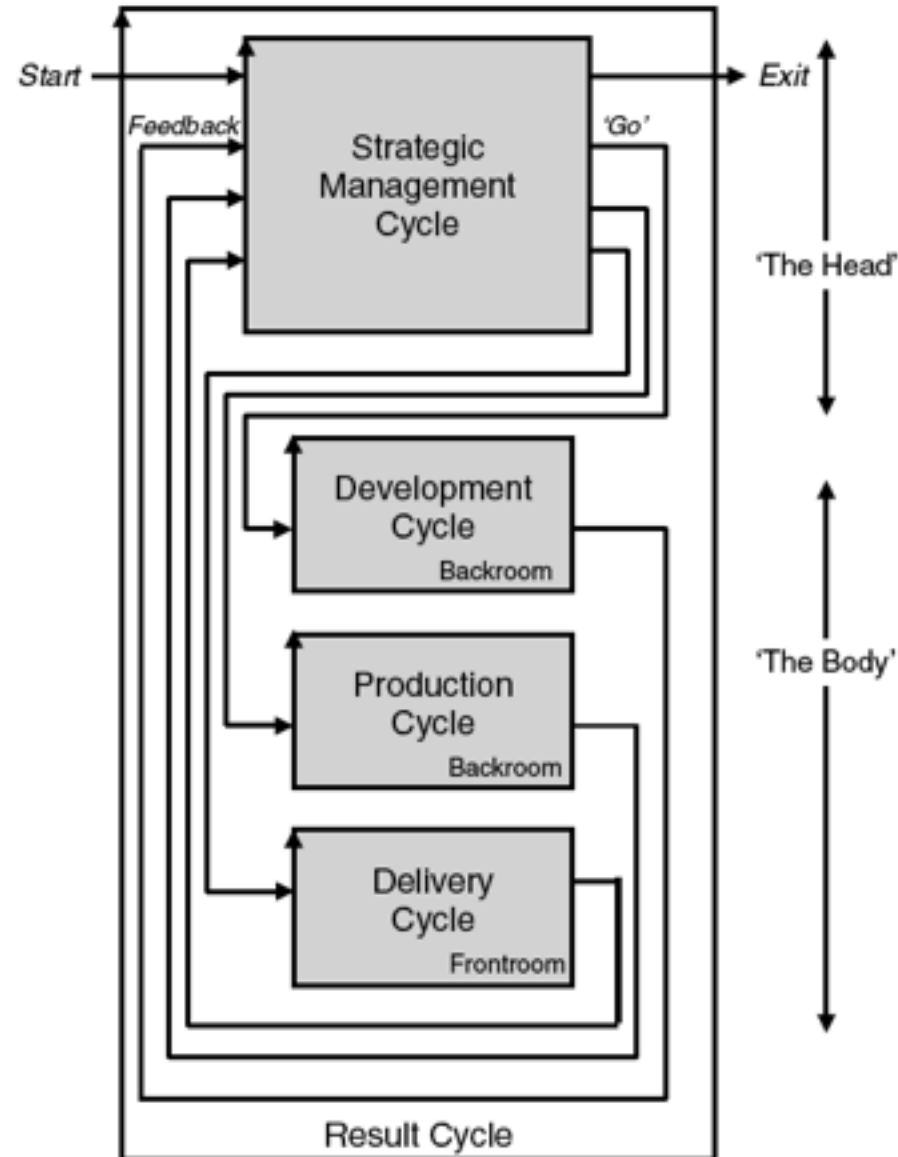 Start
Exit
Feedback
'Go'
Strategic
Management
Cycle
'The Head'
Development
Cycle
Backroom
'The Body'
Production
Cycle
Backroom
Delivery
Cycle
Frontroom
Result Cycle